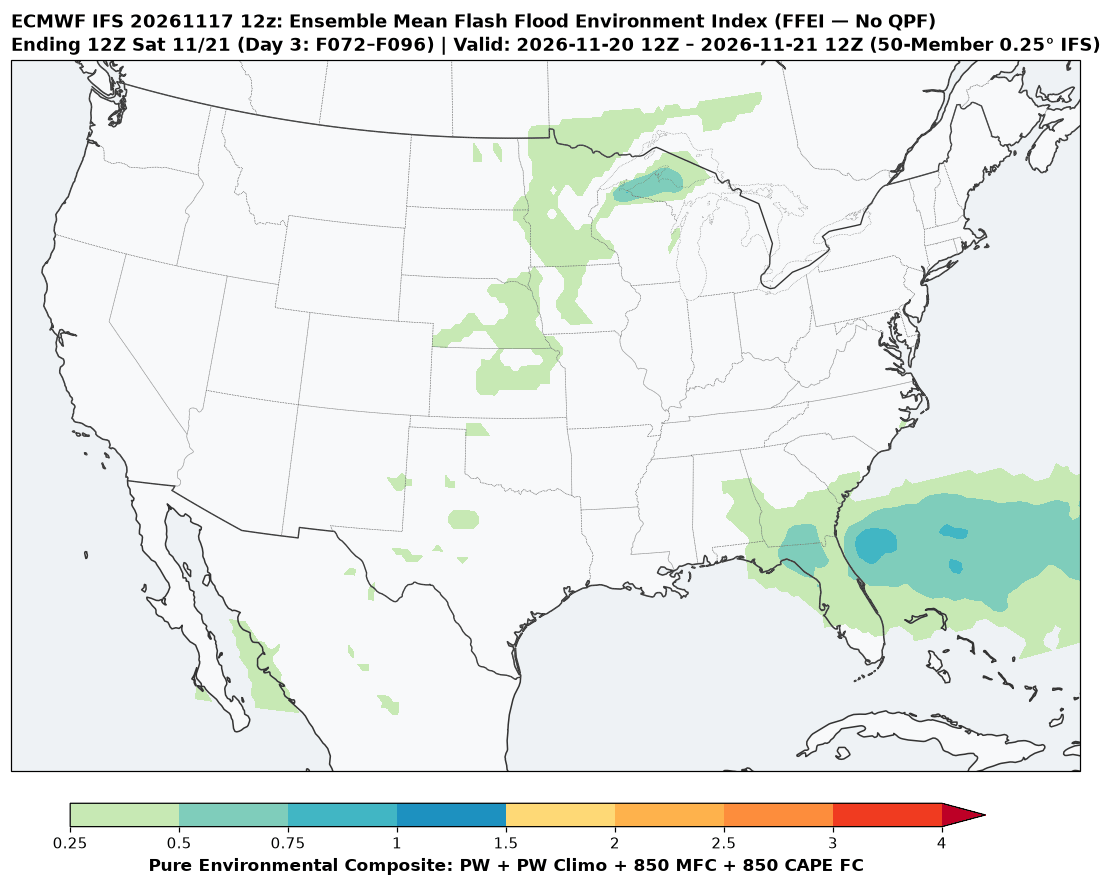 ECMWF IFS 20261117 12z: Ensemble Mean Flash Flood Environment Index (FFEI — No QPF)
Ending 12Z Sat 11/21 (Day 3: F072–F096) | Valid: 2026-11-20 12Z – 2026-11-21 12Z (50-Member 0.25° IFS)
0.25 0.5 0.75 1 1.5 2 2.5 3 4
Pure Environmental Composite: PW + PW Climo + 850 MFC + 850 CAPE FC